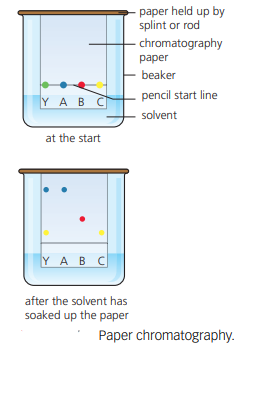 paper held up by
splint or rod
chromatography
paper
beaker
pencil start line
Y A B C
solvent
at the start
Y A B C
after the solvent has
soaked up the paper
Paper chromatography.